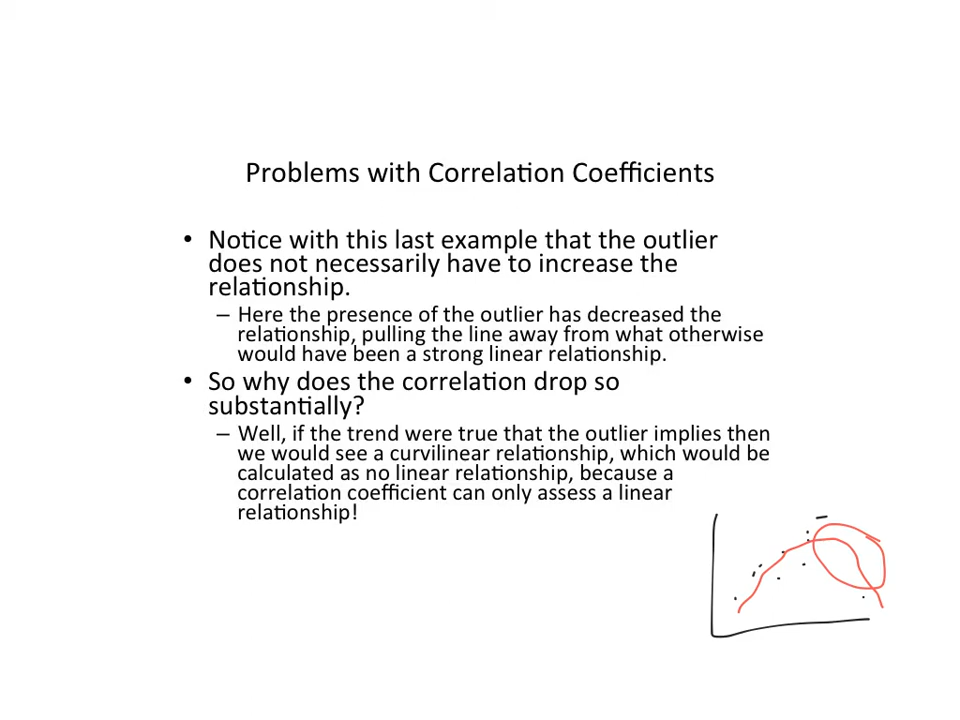 Problems with Correlation Coefficients
• Notice with this last example that the outlier
does not necessarily have to increase the
relationship.
– Here the presence of the outlier has decreased the
relationship, pulling the line away from what otherwise
would have been a strong linear relationship.
• So why does the correlation drop so
substantially?
– Well, if the trend were true that the outlier implies then
we would see a curvilinear relationship, which would be
calculated as no linear relationship, because a
correlation coefficient can only assess a linear
relationship!